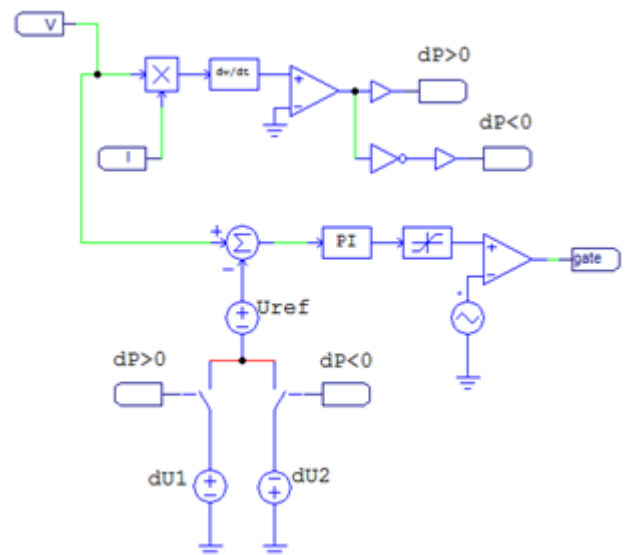 V
dv/dt
dP>0
I
dP<0
Σ
PI
gate
Uref
dP>0
dP<0
dU1
dU2